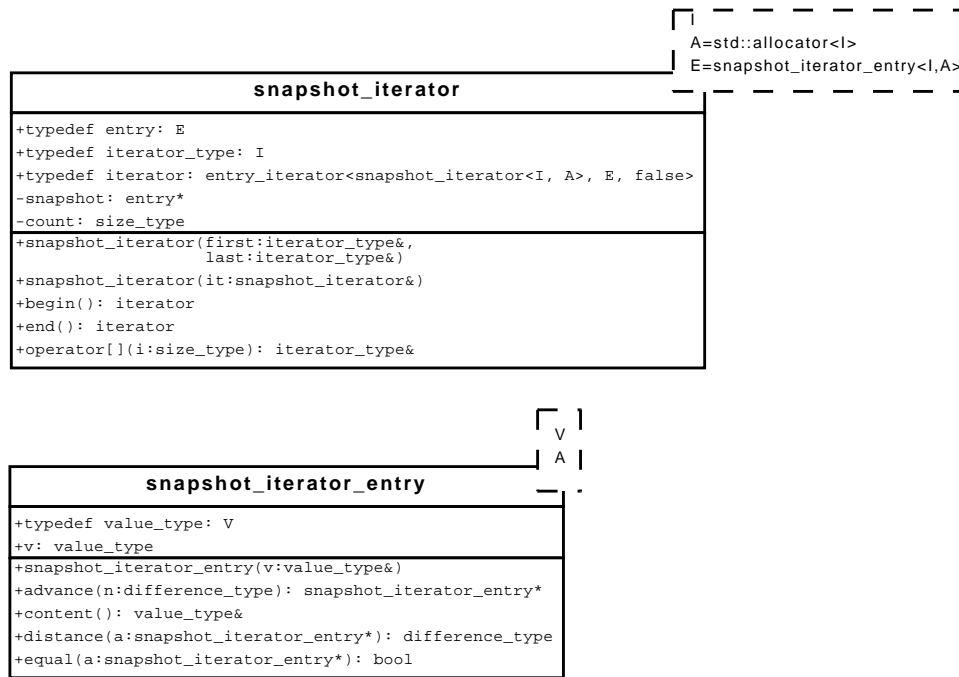 I
A=std::allocator<I>
E=snapshot_iterator_entry<I,A>
snapshot_iterator
+typedef entry: E
+typedef iterator_type: I
+typedef iterator: entry_iterator<snapshot_iterator<I, A>, E, false>
-snapshot: entry*
-count: size_type
+snapshot_iterator(first:iterator_type&,
last:iterator_type&)
+snapshot_iterator(it:snapshot_iterator&)
+begin(): iterator
+end(): iterator
+operator[](i:size_type): iterator_type&
V
A
snapshot_iterator_entry
+typedef value_type: V
+v: value_type
+snapshot_iterator_entry(v:value_type&)
+advance(n:difference_type): snapshot_iterator_entry*
+content(): value_type&
+distance(a:snapshot_iterator_entry*): difference_type
+equal(a:snapshot_iterator_entry*): bool